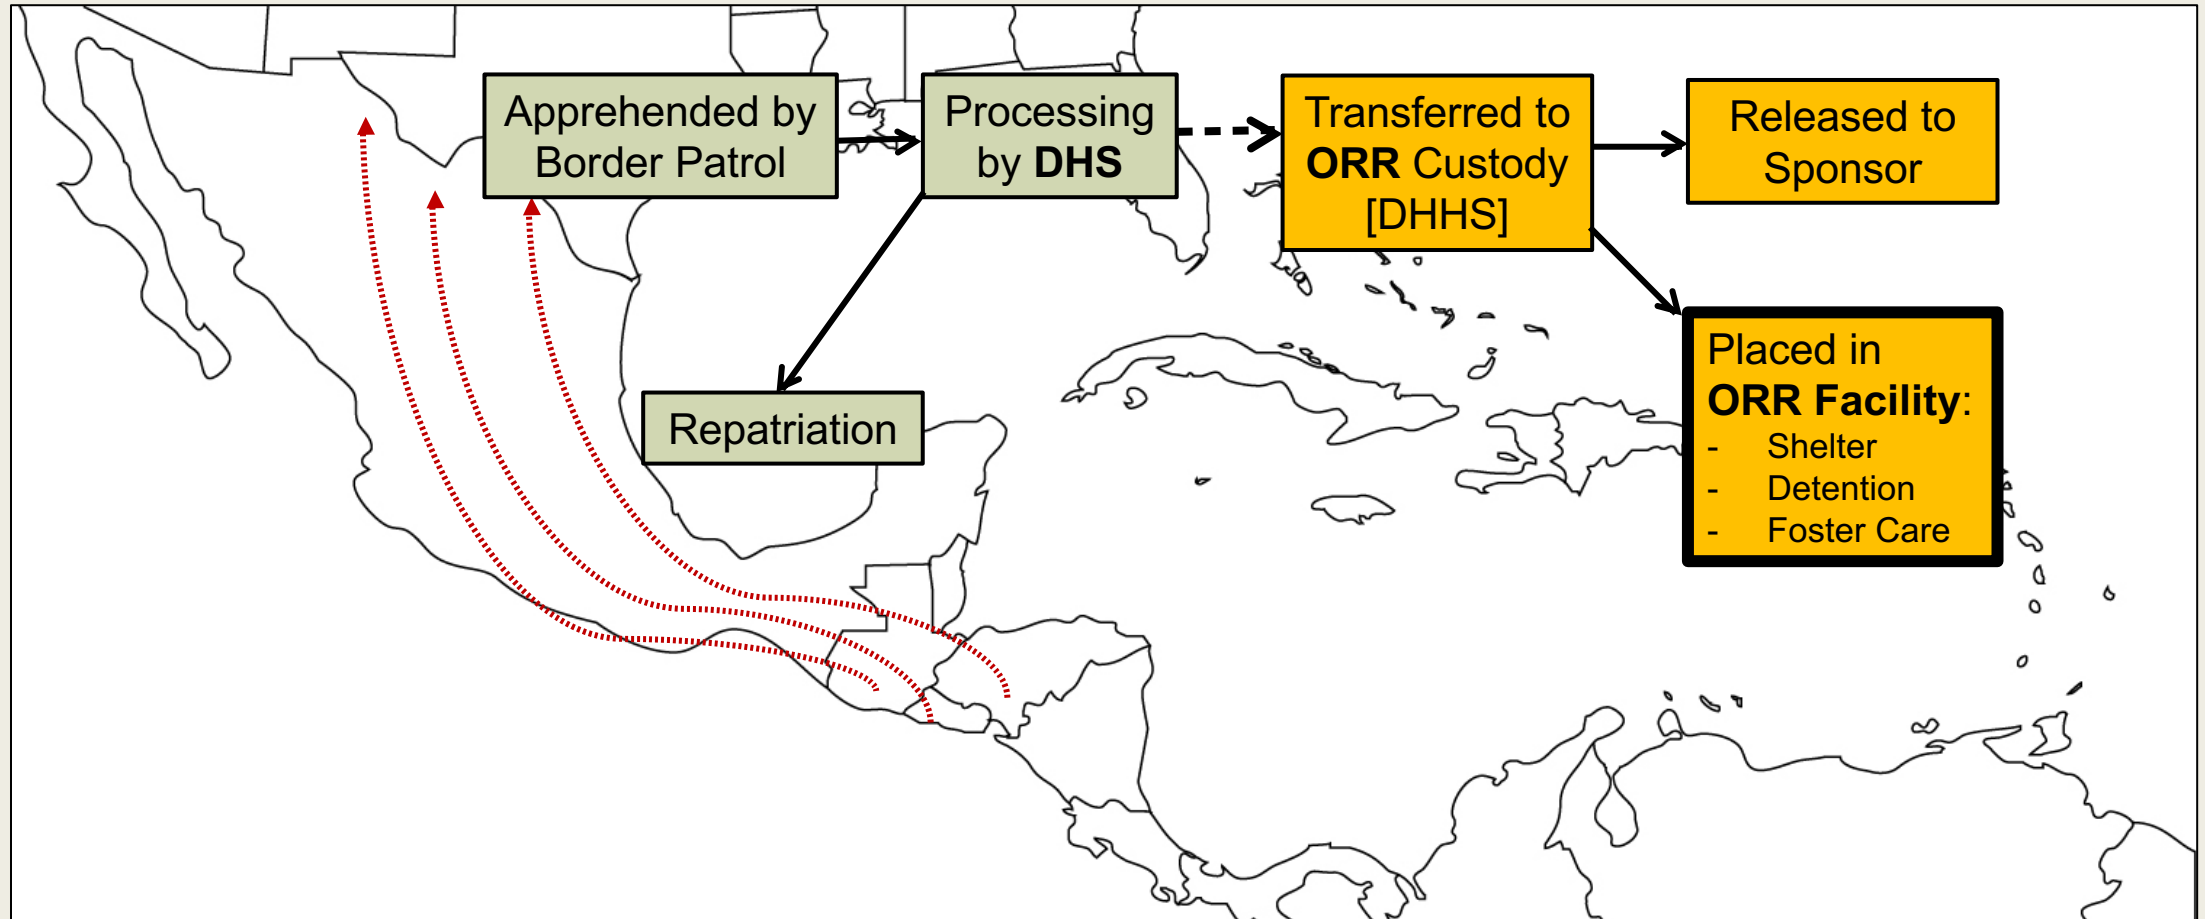 Apprehended by
Border Patrol
Processing
by DHS
Transferred to
ORR Custody
[DHHS]
Released to
Sponsor
Repatriation
Placed in
ORR Facility:
- Shelter
- Detention
- Foster Care